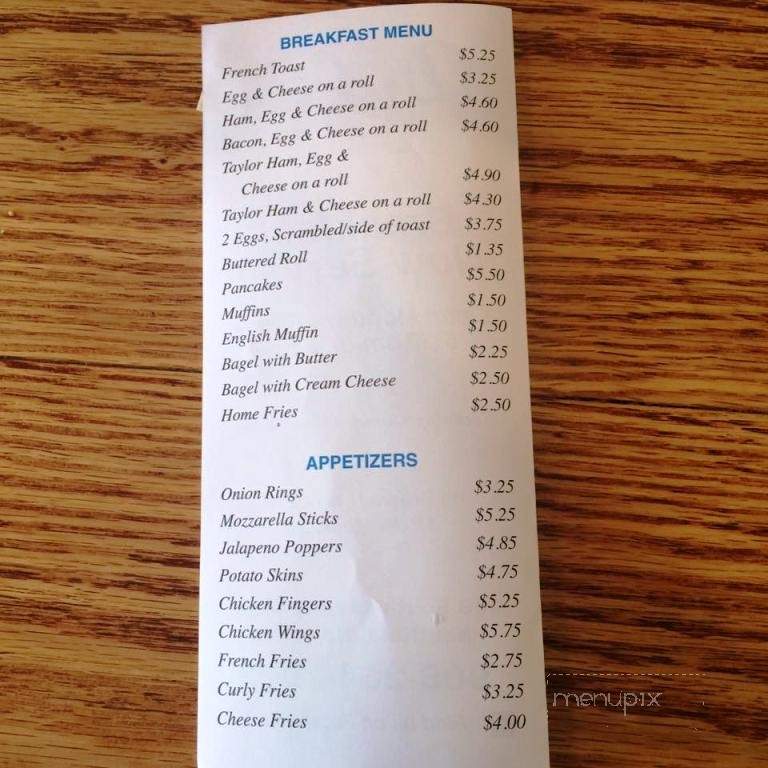 BREAKFAST MENU
French Toast $5.25
Egg & Cheese on a roll $3.25
Ham, Egg & Cheese on a roll $4.60
Bacon, Egg & Cheese on a roll $4.60
Taylor Ham, Egg &
Cheese on a roll $4.90
Taylor Ham & Cheese on a roll $4.30
2 Eggs, Scrambled/side of toast $3.75
Buttered Roll $1.35
Pancakes $5.50
Muffins $1.50
English Muffin $1.50
Bagel with Butter $2.25
Bagel with Cream Cheese $2.50
Home Fries $2.50
APPETIZERS
Onion Rings $3.25
Mozzarella Sticks $5.25
Jalapeno Poppers $4.85
Potato Skins $4.75
Chicken Fingers $5.25
Chicken Wings $5.75
French Fries $2.75
Curly Fries $3.25
Cheese Fries $4.00
menupix